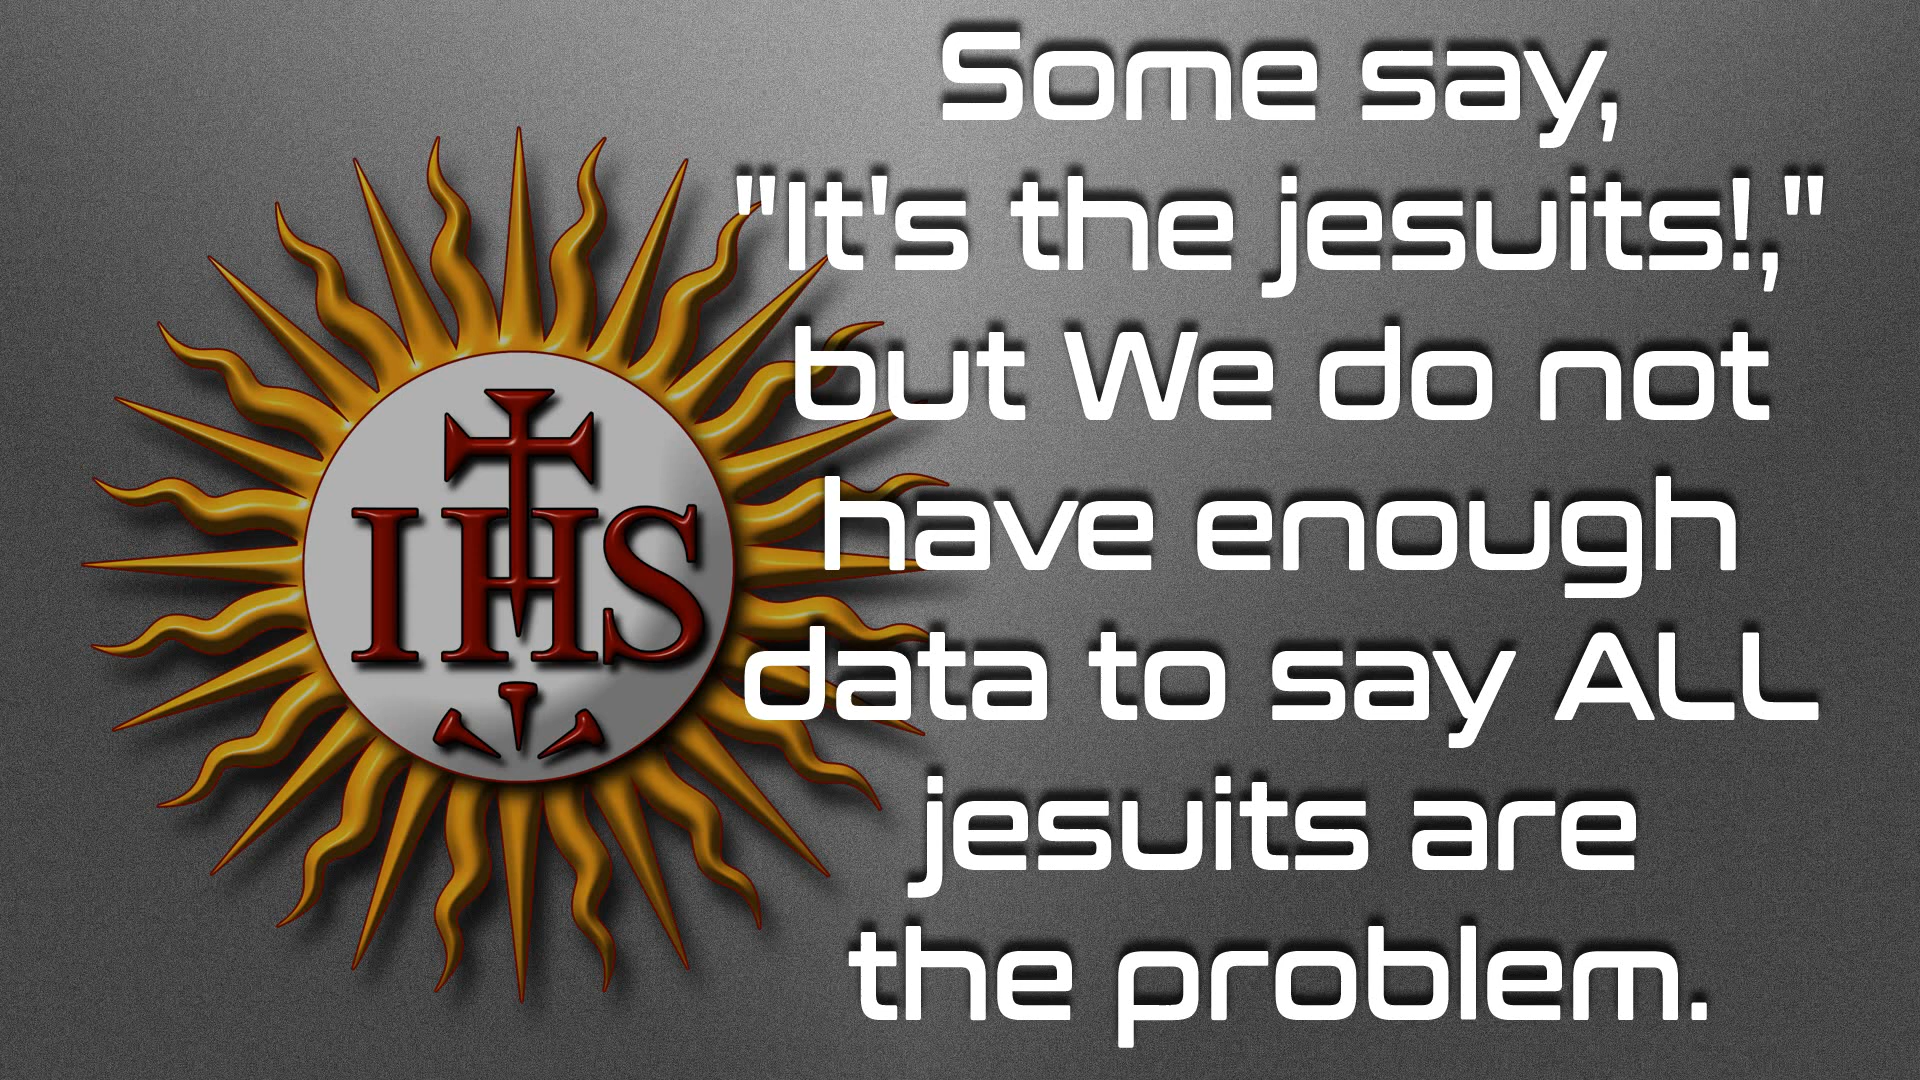 Some say,
"It's the jesuits!,"
but We do not
have enough
data to say ALL
jesuits are
the problem.
IHS